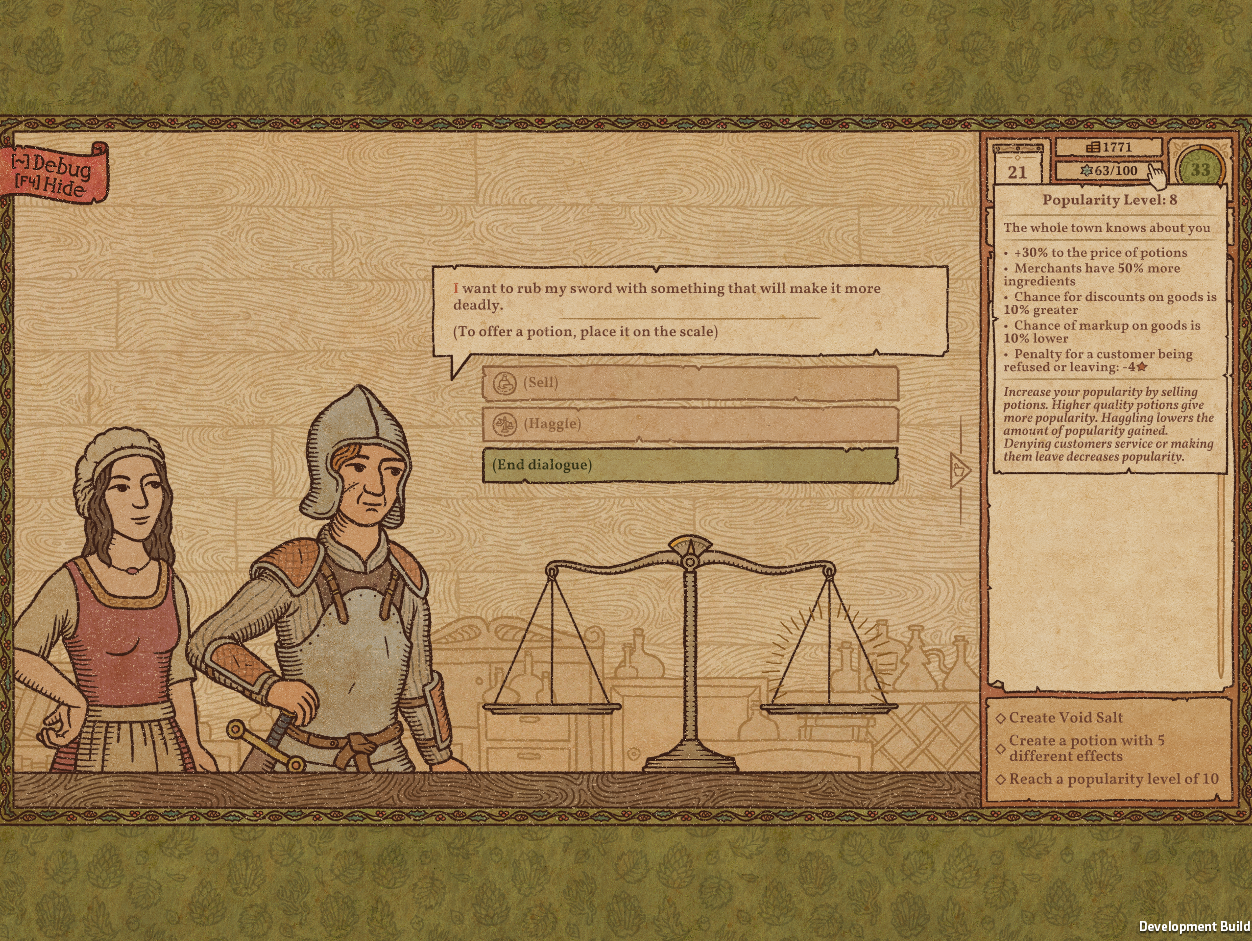 [~] Debug
[F4] Hide
21
1771
63/100
33
Popularity Level: 8
The whole town knows about you
• +30% to the price of potions
• Merchants have 50% more
ingredients
• Chance for discounts on goods is
10% greater
• Chance of markup on goods is
10% lower
• Penalty for a customer being
refused or leaving: -4
Increase your popularity by selling
potions. Higher quality potions give
more popularity. Haggling lowers the
amount of popularity gained.
Denying customers service or making
them leave decreases popularity.
I want to rub my sword with something that will make it more
deadly.
(To offer a potion, place it on the scale)
(Sell)
(Haggle)
(End dialogue)
Create Void Salt
Create a potion with 5
different effects
Reach a popularity level of 10
Development Build